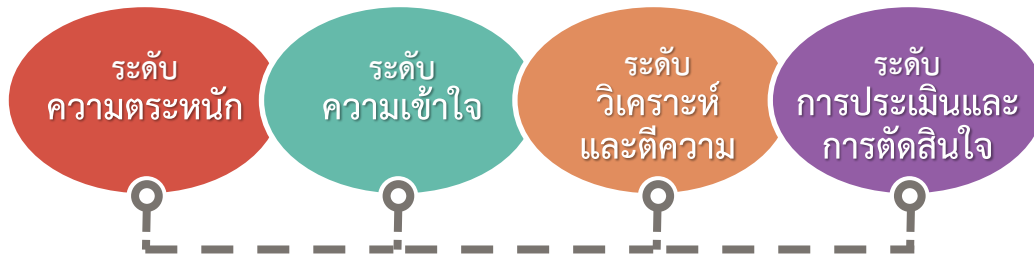 ระดับ
ความตระหนัก
ระดับ
ความเข้าใจ
ระดับ
วิเคราะห์
และตีความ
ระดับ
การประเมินและ
การตัดสินใจ